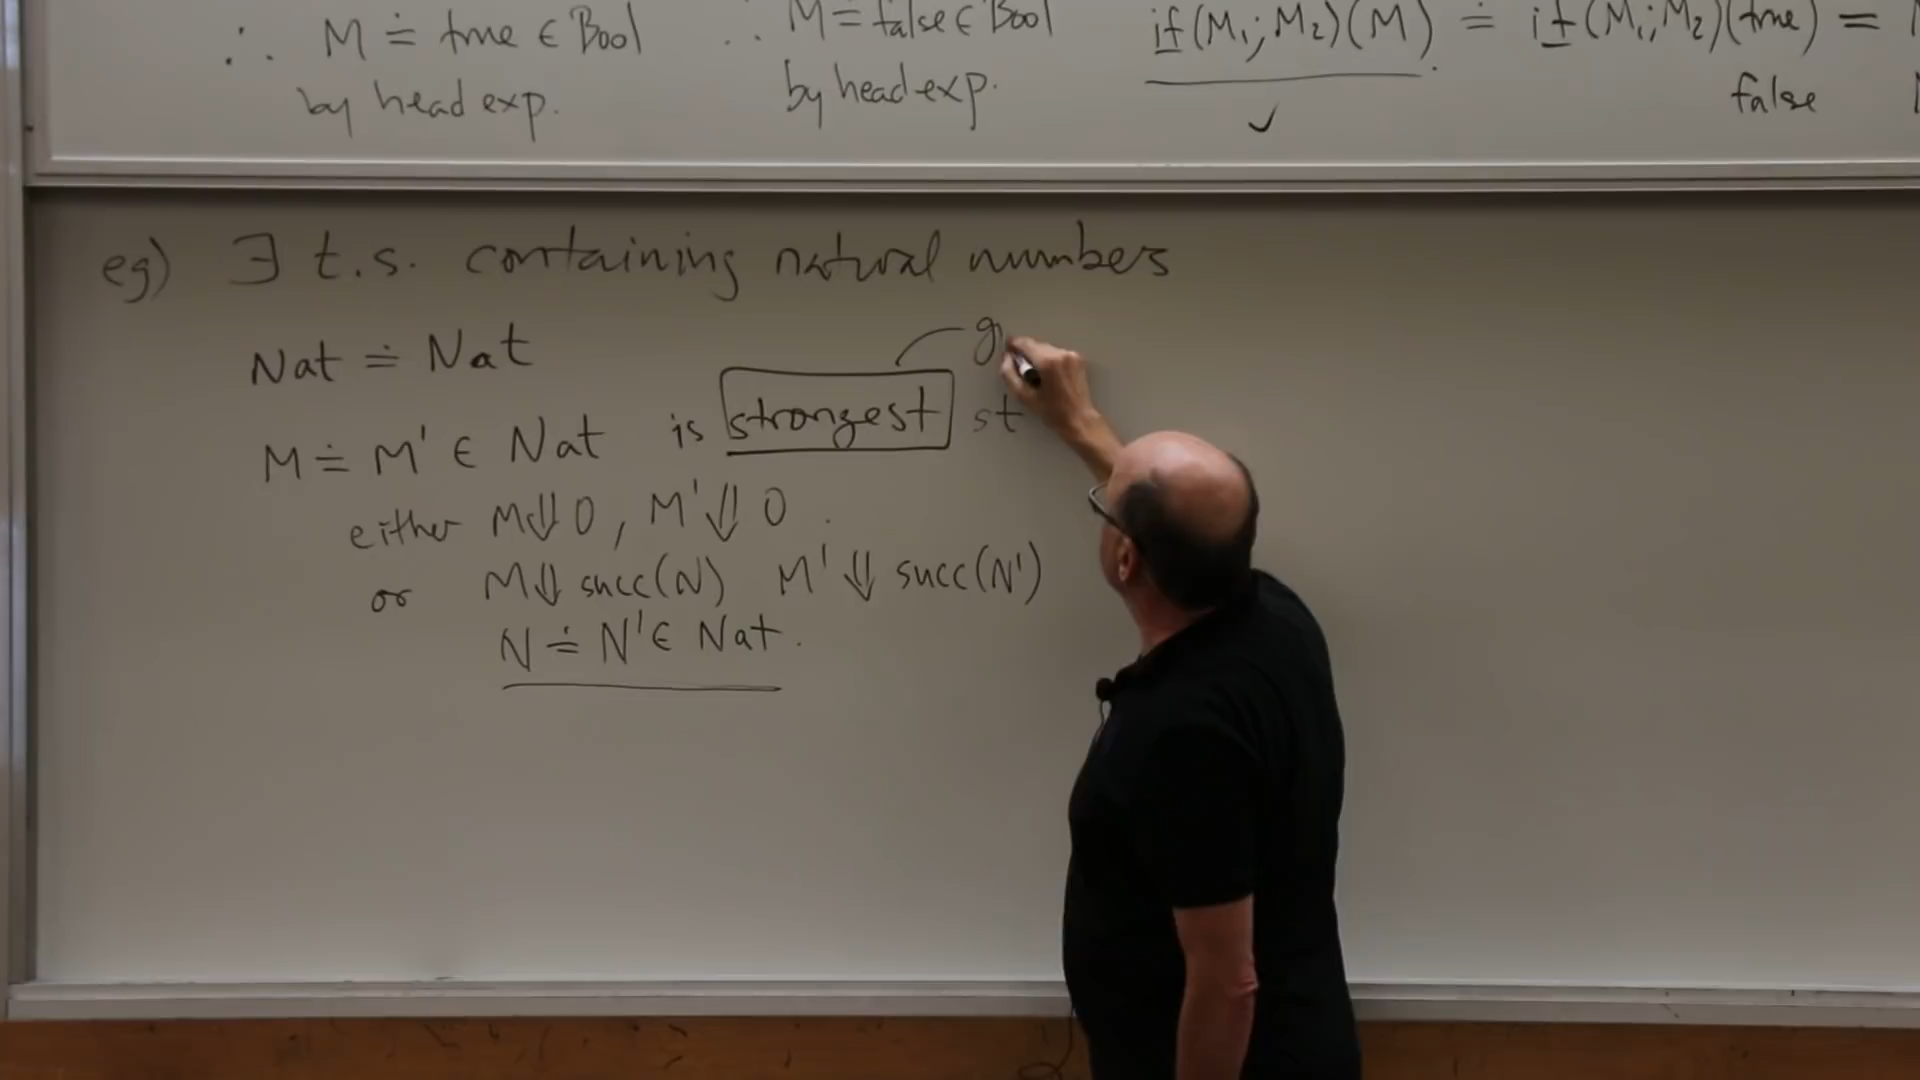 ∴ M ≐ true ∈ Bool ∴ M ≐ false ∈ Bool if(M₁; M₂)(M) ≐ if(M₁; M₂)(true) =
by head exp. by head exp. ✓ false
eg) ∃ t.s. containing natural numbers
Nat ≐ Nat
M ≐ M' ∈ Nat is strongest st
either M⇓0, M'⇓0.
or M⇓succ(N) M'⇓succ(N')
N ≐ N' ∈ Nat.